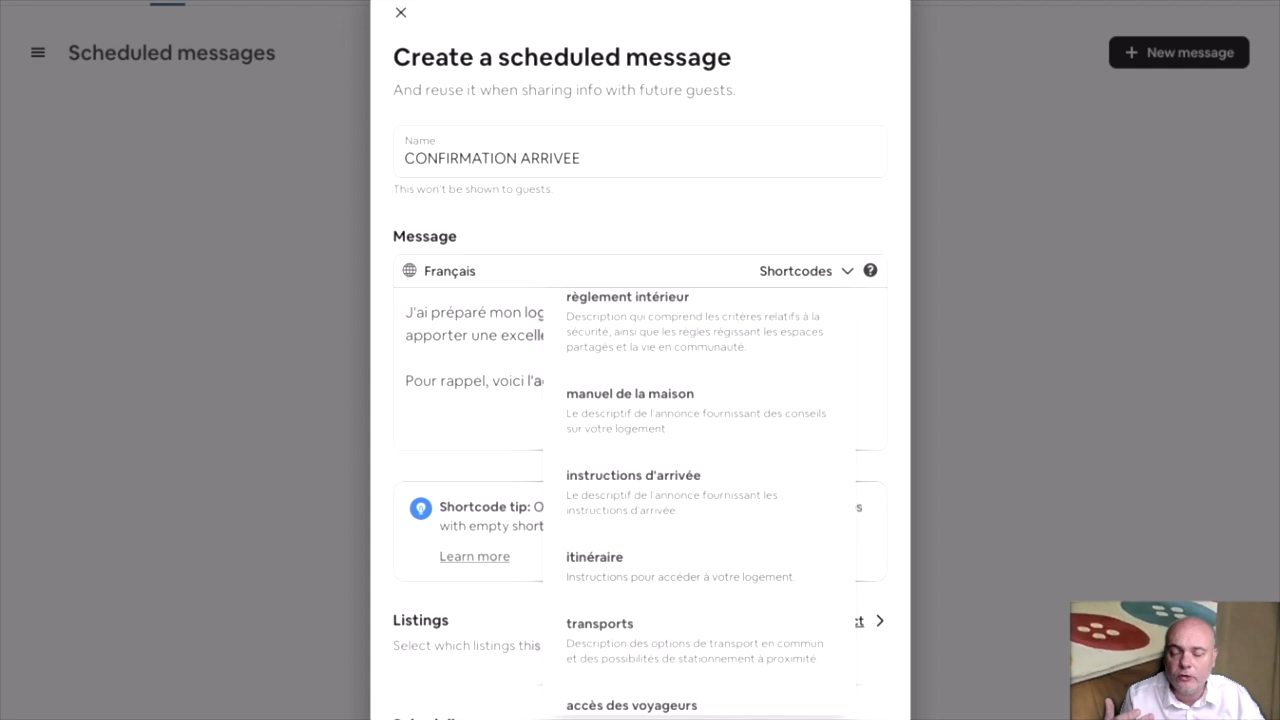 Scheduled messages
New message
Create a scheduled message
And reuse it when sharing info with future guests.
Name
CONFIRMATION ARRIVEE
This won't be shown to guests.
Message
Français
Shortcodes
J'ai préparé mon log
apporter une excelle
Pour rappel, voici l'a
règlement intérieur
Description qui comprend les critères relatifs à la
sécurité, ainsi que les règles régissant les espaces
partagés et la vie en communauté.
manuel de la maison
Le descriptif de l'annonce fournissant des conseils
sur votre logement.
instructions d'arrivée
Le descriptif de l'annonce fournissant les
instructions d'arrivée.
itinéraire
Instructions pour accéder à votre logement.
transports
Description des options de transport en commun
et des possibilités de stationnement à proximité
accès des voyageurs
Shortcode tip: O
with empty short
Learn more
Listings
Select which listings this